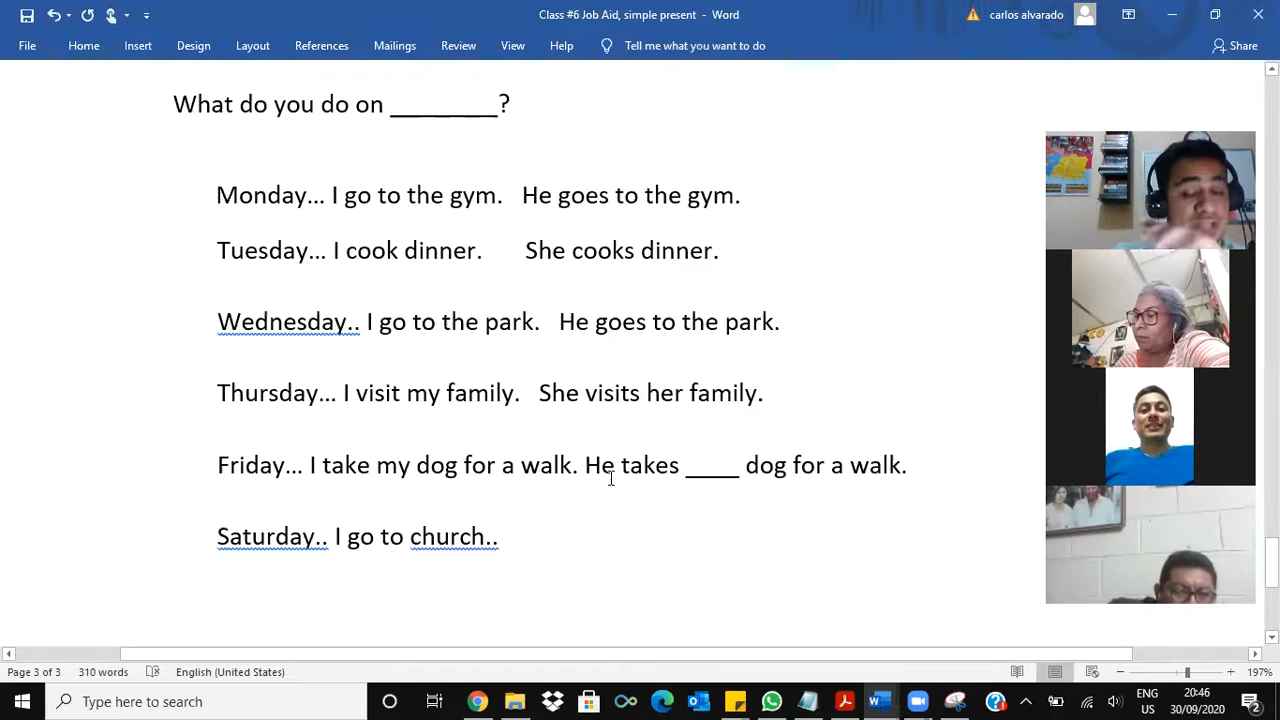 Class #6 Job Aid, simple present - Word
carlos alvarado
File Home Insert Design Layout References Mailings Review View Help Tell me what you want to do Share
What do you do on ________?
Monday... I go to the gym. He goes to the gym.
Tuesday... I cook dinner. She cooks dinner.
Wednesday.. I go to the park. He goes to the park.
Thursday... I visit my family. She visits her family.
Friday... I take my dog for a walk. He takes ____ dog for a walk.
Saturday.. I go to church..
Page 3 of 3 310 words English (United States) 197%
Type here to search
ENG
US
20:46
30/09/2020
2